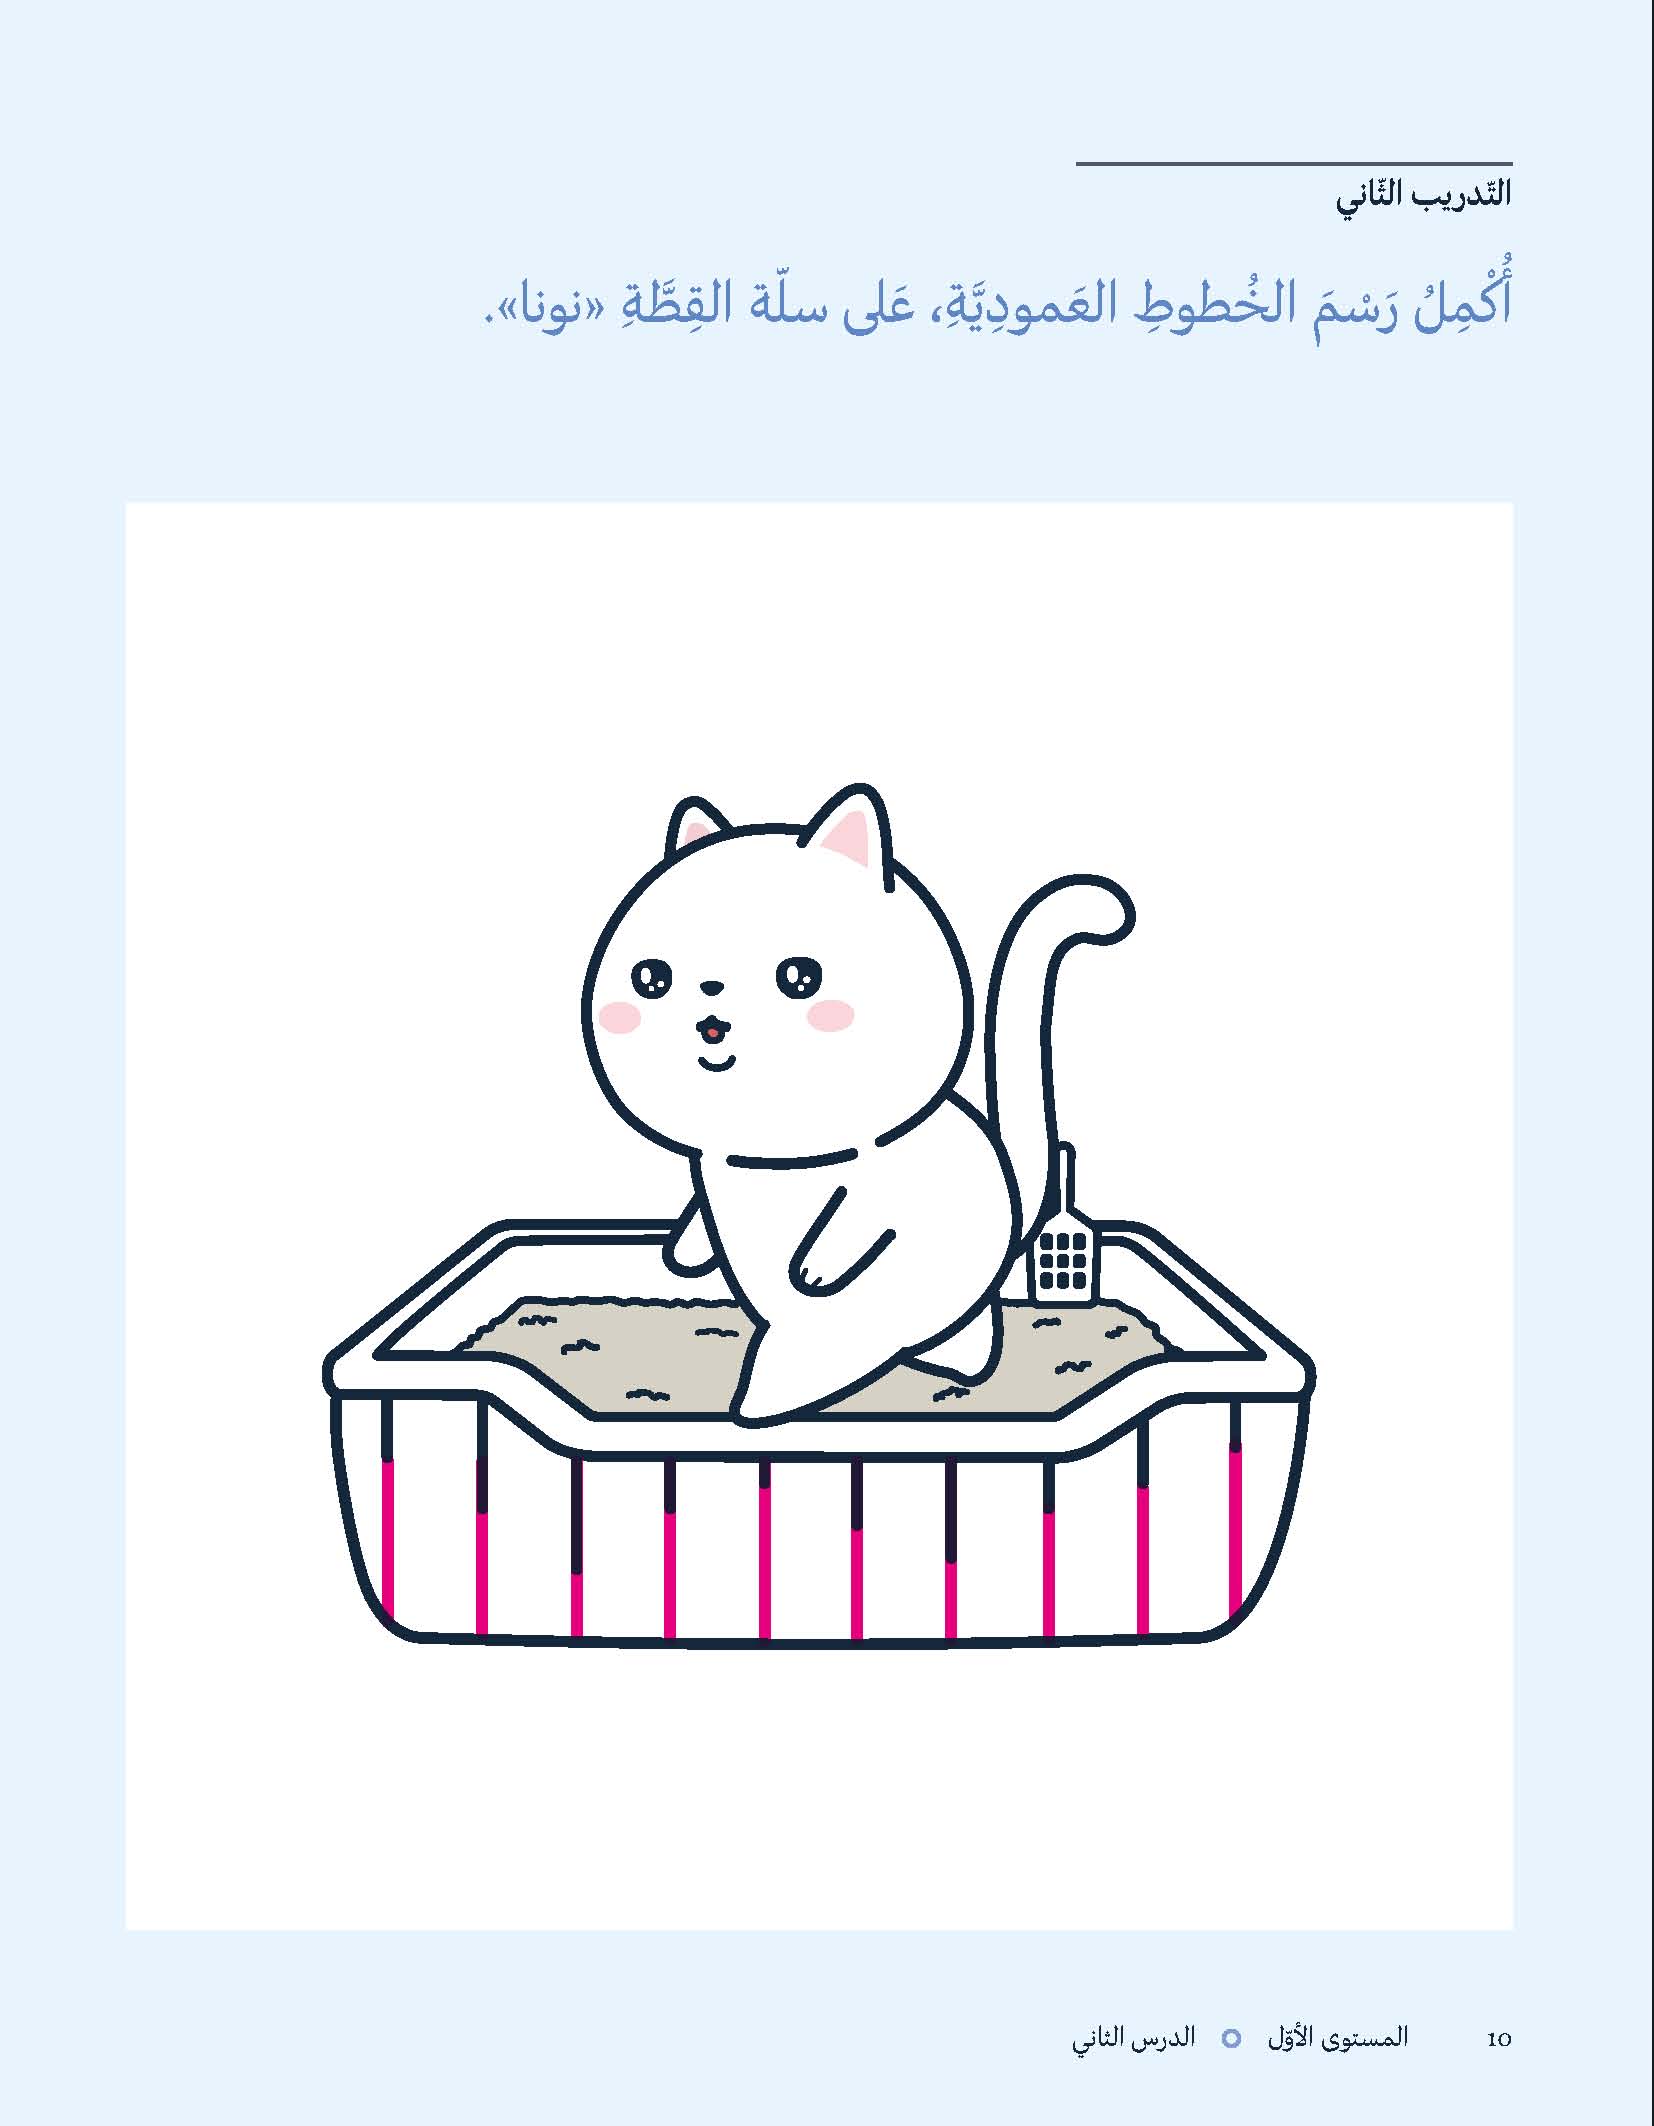 التّدريب الثّاني
أُكْمِلُ رَسْمَ الخُطوطِ العَمودِيَّةِ، عَلى سلّة القِطَّةِ «نونا».
10 المستوى الأوّل الدرس الثاني